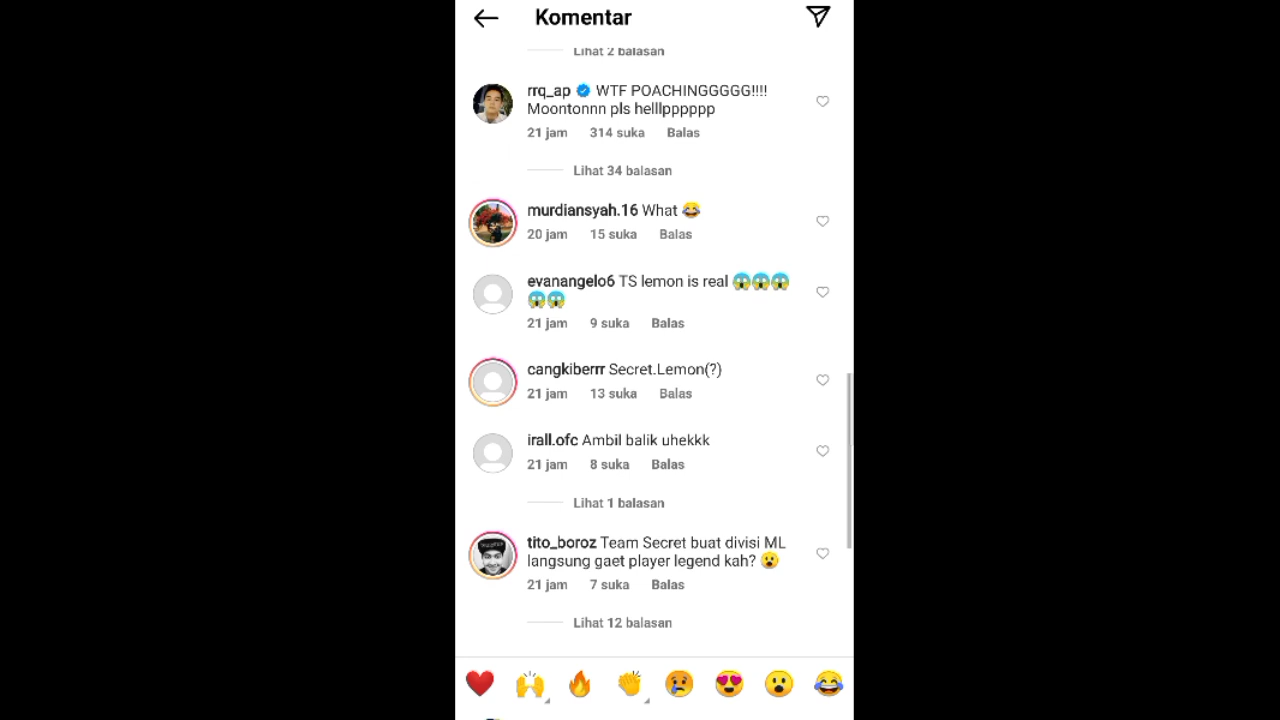 Komentar
Lihat 2 balasan
rrq_ap WTF POACHINGGGGG!!!!
Moontonnn pls helllpppppp
21 jam 314 suka Balas
Lihat 34 balasan
murdiansyah.16 What 😂
20 jam 15 suka Balas
evanangelo6 TS lemon is real 😱😱😱
😱😱
21 jam 9 suka Balas
cangkiberrr Secret.Lemon(?)
21 jam 13 suka Balas
irall.ofc Ambil balik uhekkk
21 jam 8 suka Balas
Lihat 1 balasan
tito_boroz Team Secret buat divisi ML
langsung gaet player legend kah? 😮
21 jam 7 suka Balas
Lihat 12 balasan